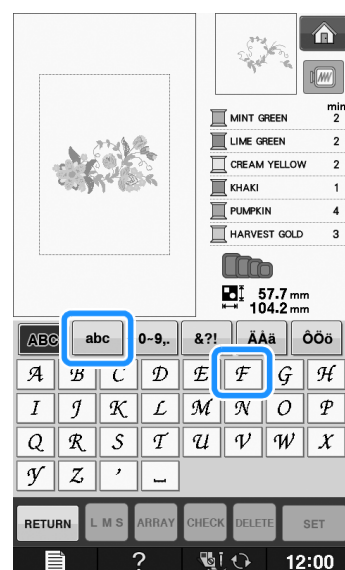 min
MINT GREEN 2
LIME GREEN 2
CREAM YELLOW 2
KHAKI 1
PUMPKIN 4
HARVEST GOLD 3
57.7 mm
104.2 mm
ABC abc 0~9,. &?! ÄÅä ÔÖö
A B C D E F G H
I J K L M N O P
Q R S T U V W X
Y Z ’ ⎵
RETURN L M S ARRAY CHECK DELETE SET
? 12:00